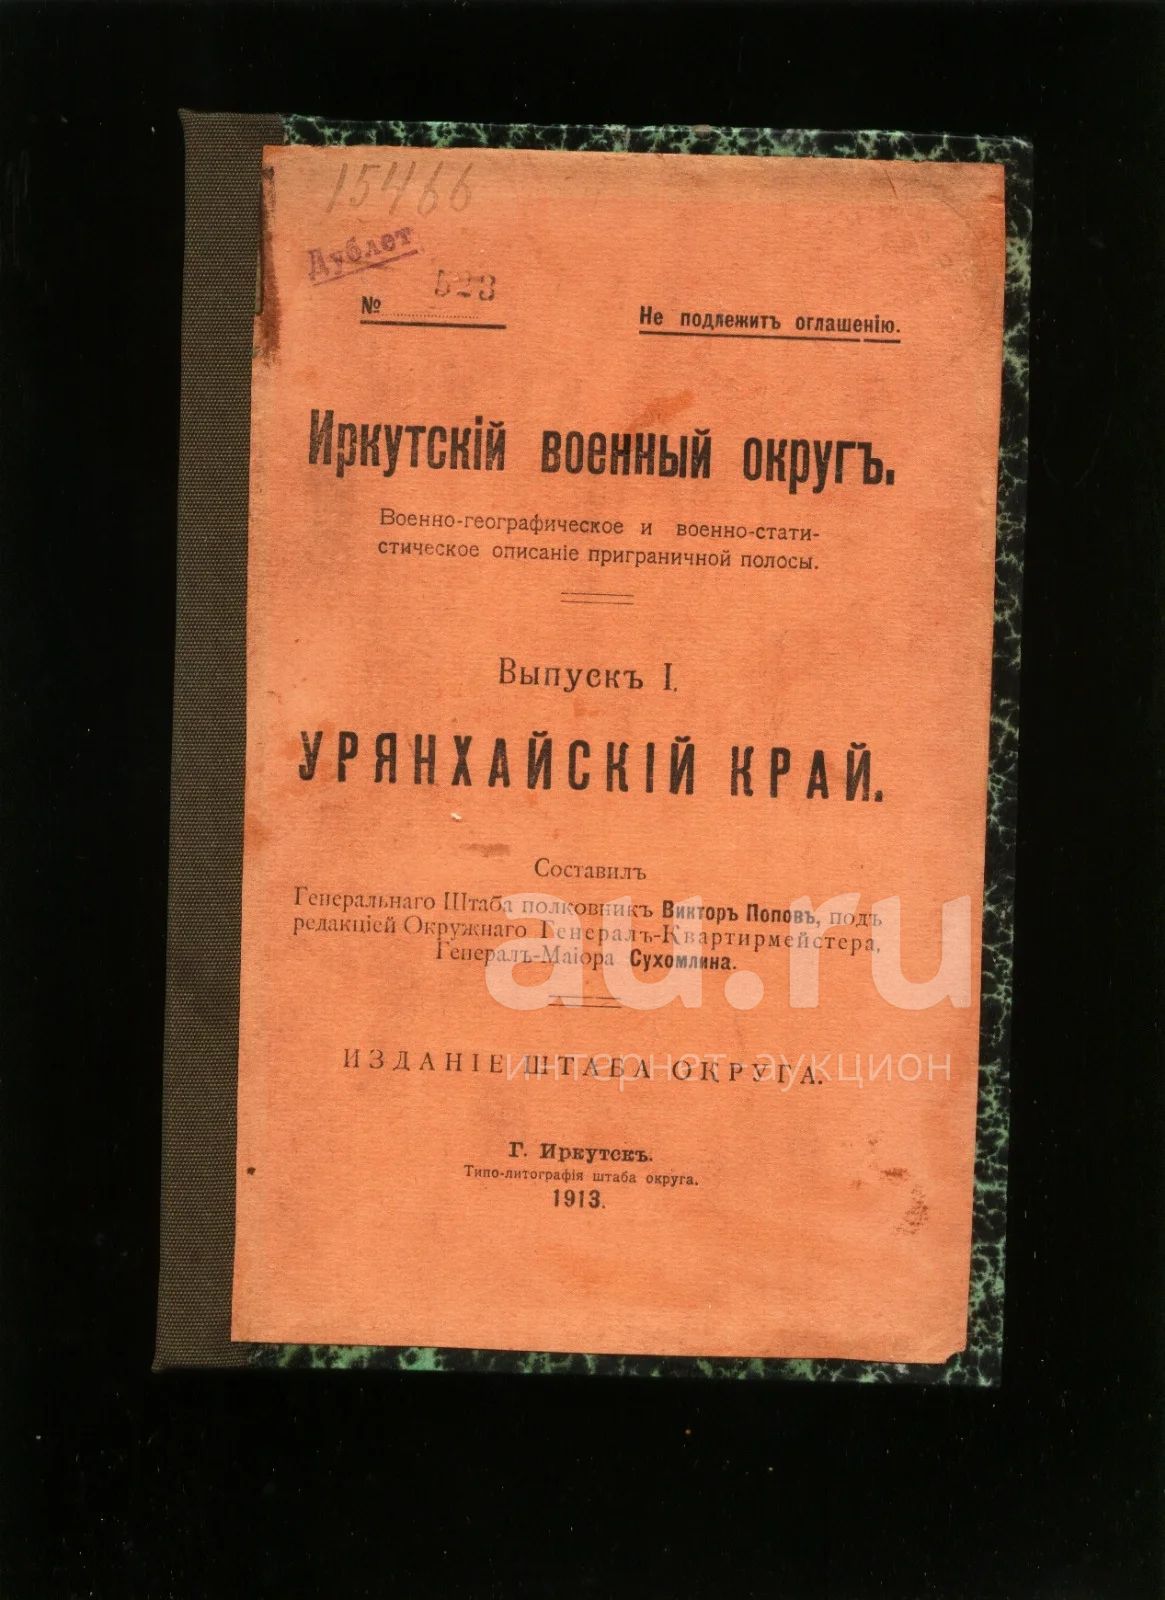 15466
Дублет
№ 523
Не подлежитъ оглашенію.
Иркутскій военный округъ.
Военно-географическое и военно-стати-
стическое описаніе приграничной полосы.
Выпускъ I.
УРЯНХАЙСКІЙ КРАЙ.
Составилъ
Генеральнаго Штаба полковникъ Викторъ Поповъ, подъ
редакціей Окружнаго Генералъ-Квартирмейстера,
Генералъ-Маіора Сухомлина.
au.ru
интернет аукцион
ИЗДАНІЕ ШТАБА ОКРУГА.
Г. Иркутскъ.
Типо-литографія штаба округа.
1913.